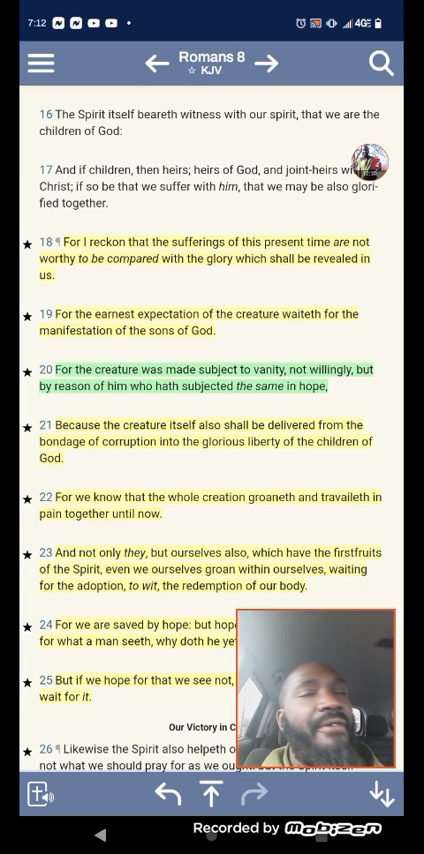 7:12
4GE
Romans 8
☆ KJV
16 The Spirit itself beareth witness with our spirit, that we are the
children of God:
17 And if children, then heirs; heirs of God, and joint-heirs
Christ; if so be that we suffer with him, that we may be also glori-
fied together.
18 ¶ For I reckon that the sufferings of this present time are not
worthy to be compared with the glory which shall be revealed in
us.
19 For the earnest expectation of the creature waiteth for the
manifestation of the sons of God.
20 For the creature was made subject to vanity, not willingly, but
by reason of him who hath subjected the same in hope,
21 Because the creature itself also shall be delivered from the
bondage of corruption into the glorious liberty of the children of
God.
22 For we know that the whole creation groaneth and travaileth in
pain together until now.
23 And not only they, but ourselves also, which have the firstfruits
of the Spirit, even we ourselves groan within ourselves, waiting
for the adoption, to wit, the redemption of our body.
24 For we are saved by hope: but hop
for what a man seeth, why doth he ye
25 But if we hope for that we see not,
wait for it.
Our Victory in C
26 ¶ Likewise the Spirit also helpeth o
not what we should pray for as we
Recorded by Mobizen